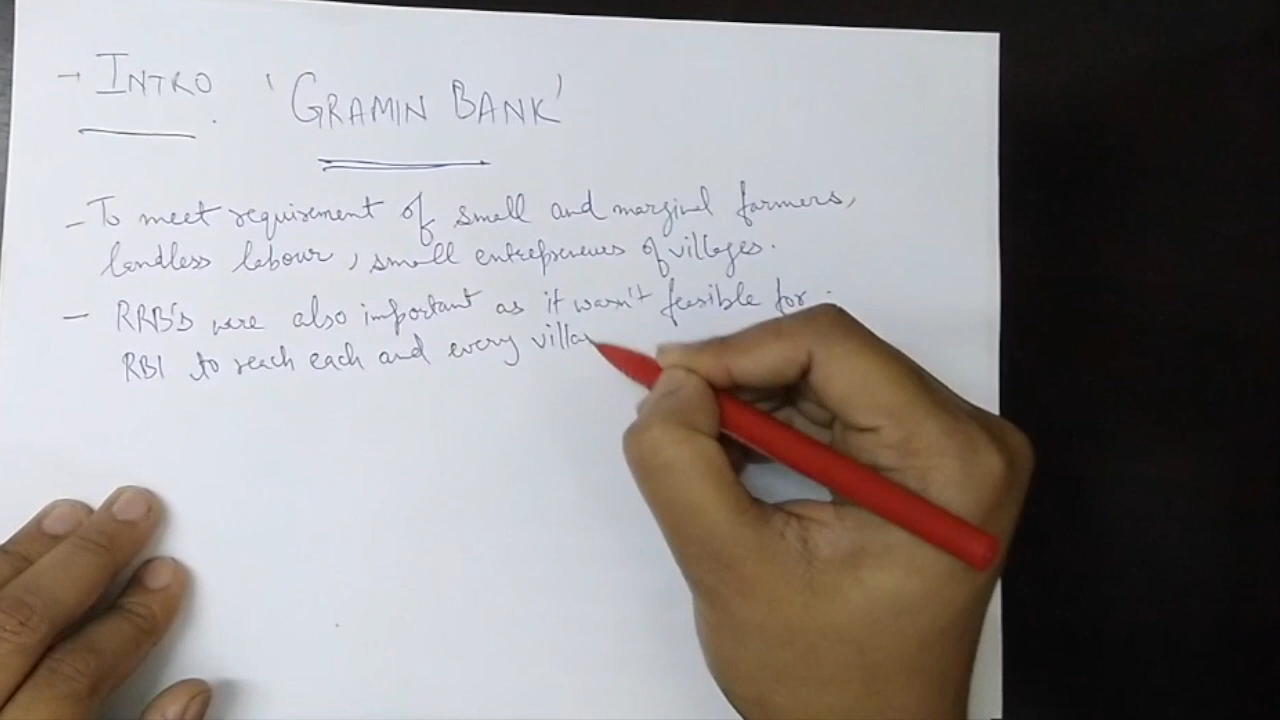 → INTRO. 'GRAMIN BANK'
- To meet requirement of small and marginal farmers,
landless labour, small entrepreneurs of villages.
- RRB'S were also important as it wasn't feasible for
RBI to reach each and every villa